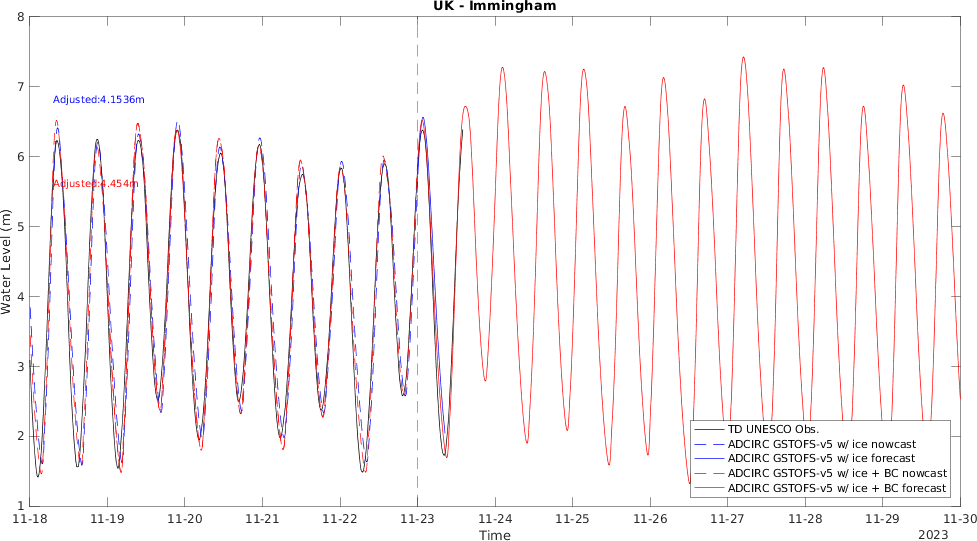 UK - Immingham
8
7
6
5
4
3
2
1
Water Level (m)
Adjusted:4.1536m
Adjusted:4.454m
TD UNESCO Obs.
ADCIRC GSTOFS-v5 w/ ice nowcast
ADCIRC GSTOFS-v5 w/ ice forecast
ADCIRC GSTOFS-v5 w/ ice + BC nowcast
ADCIRC GSTOFS-v5 w/ ice + BC forecast
11-18 11-19 11-20 11-21 11-22 11-23 11-24 11-25 11-26 11-27 11-28 11-29 11-30
Time
2023